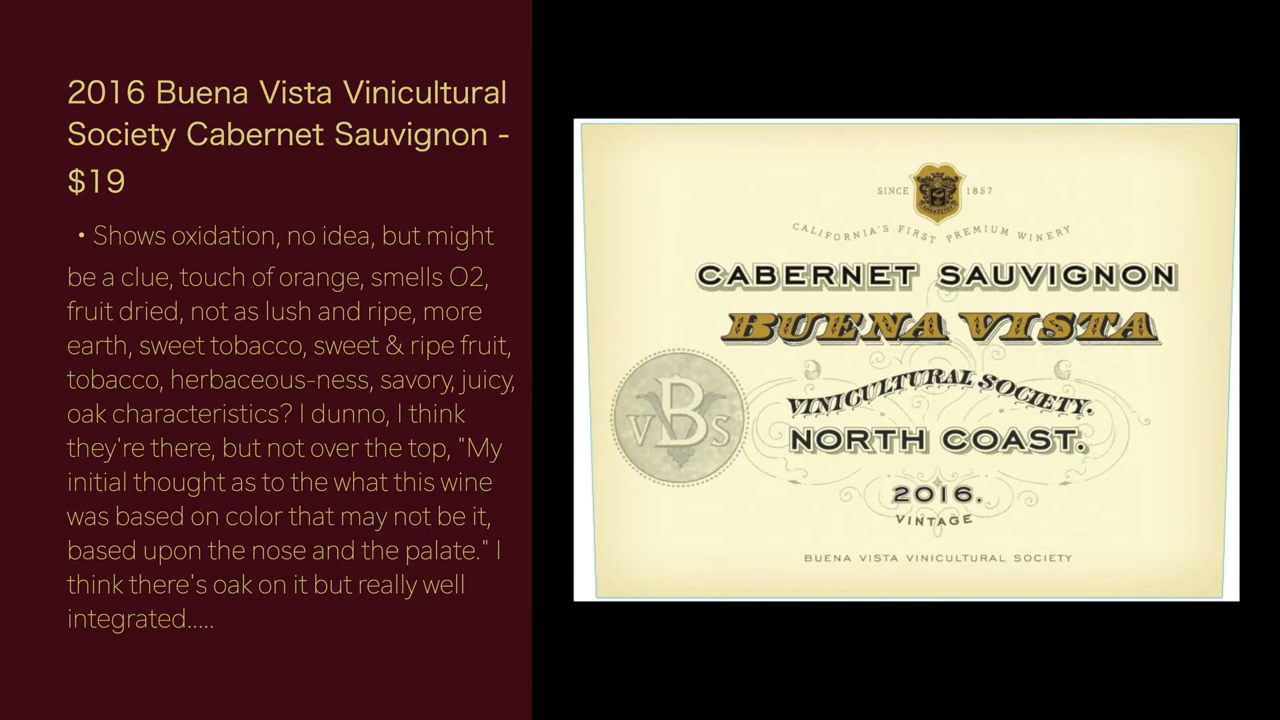 2016 Buena Vista Vinicultural
Society Cabernet Sauvignon -
$19
• Shows oxidation, no idea, but might
be a clue, touch of orange, smells O2,
fruit dried, not as lush and ripe, more
earth, sweet tobacco, sweet & ripe fruit,
tobacco, herbaceous-ness, savory, juicy,
oak characteristics? I dunno, I think
they're there, but not over the top, "My
initial thought as to the what this wine
was based on color that may not be it,
based upon the nose and the palate." I
think there's oak on it but really well
integrated.....
SINCE 1857
CALIFORNIA'S FIRST PREMIUM WINERY
CABERNET SAUVIGNON
BUENA VISTA
VINICULTURAL SOCIETY.
VBS
NORTH COAST.
2016.
VINTAGE
BUENA VISTA VINICULTURAL SOCIETY